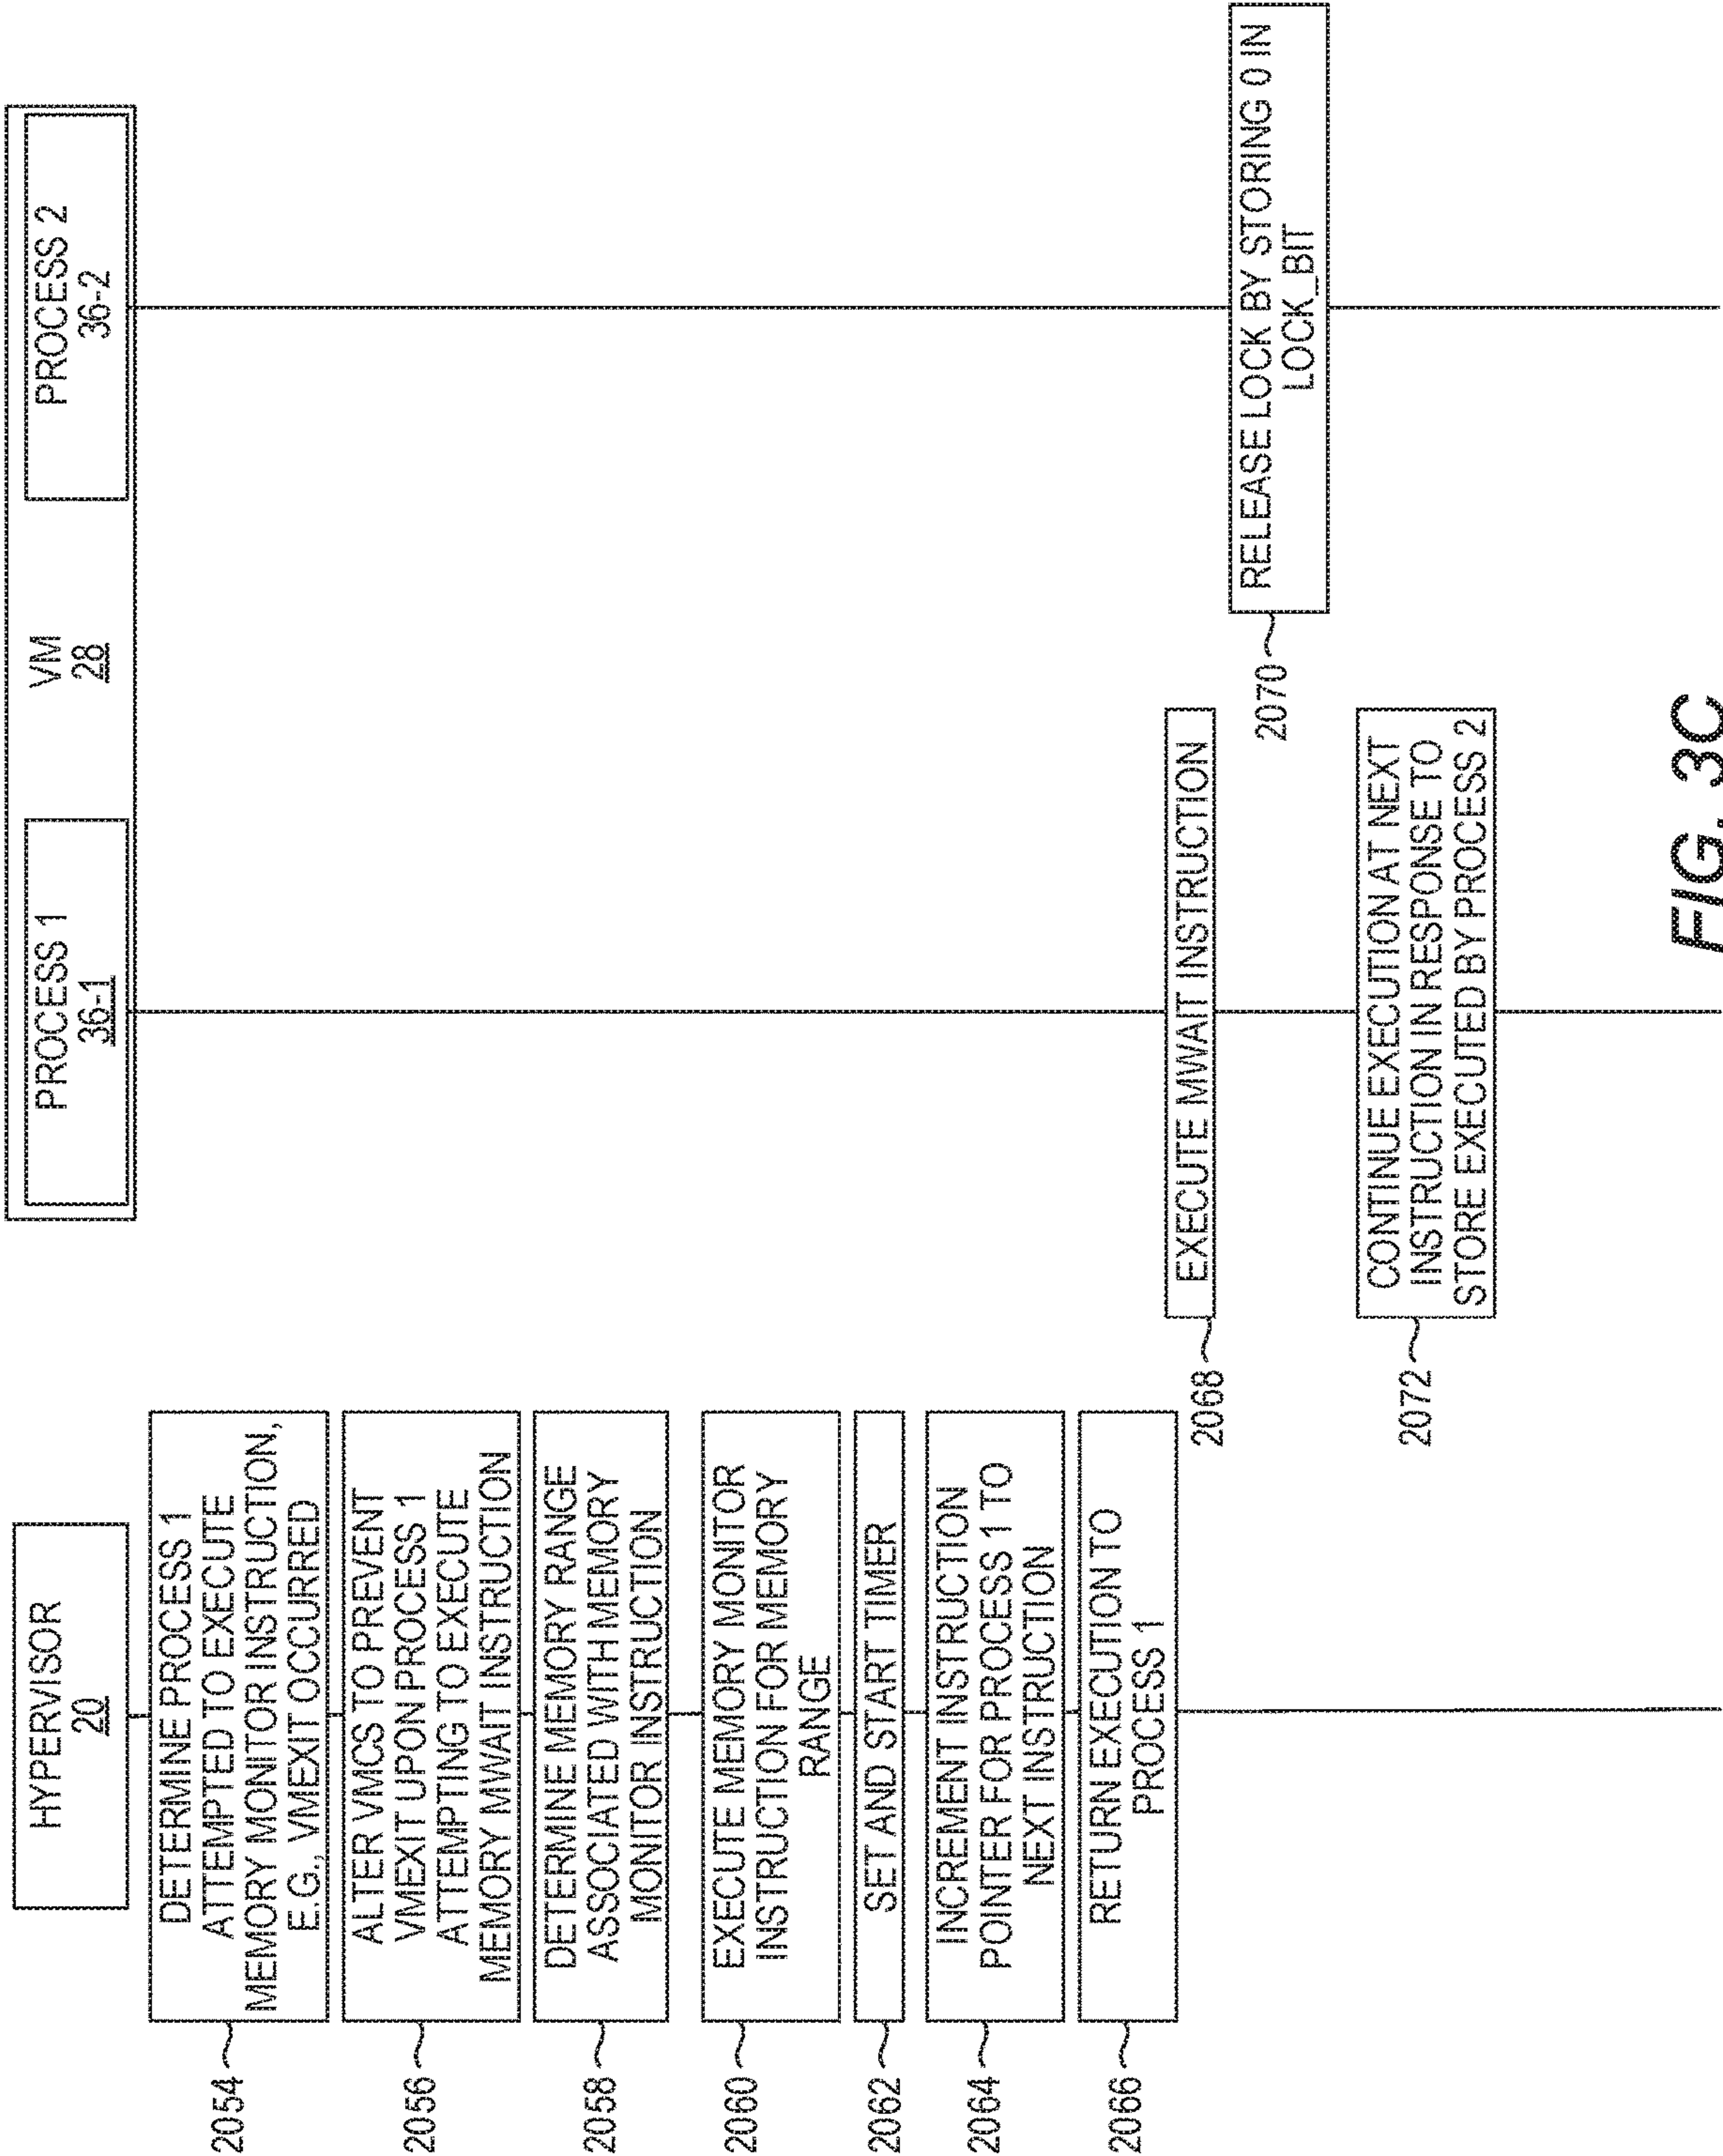 HYPERVISOR
20
VM
28
PROCESS 1
36-1
PROCESS 2
36-2
2054
DETERMINE PROCESS 1
ATTEMPTED TO EXECUTE
MEMORY MONITOR INSTRUCTION,
E.G., VMEXIT OCCURRED
2056
ALTER VMCS TO PREVENT
VMEXIT UPON PROCESS 1
ATTEMPTING TO EXECUTE
MEMORY MWAIT INSTRUCTION
2058
DETERMINE MEMORY RANGE
ASSOCIATED WITH MEMORY
MONITOR INSTRUCTION
2060
EXECUTE MEMORY MONITOR
INSTRUCTION FOR MEMORY
RANGE
2062
SET AND START TIMER
2064
INCREMENT INSTRUCTION
POINTER FOR PROCESS 1 TO
NEXT INSTRUCTION
2066
RETURN EXECUTION TO
PROCESS 1
2068
EXECUTE MWAIT INSTRUCTION
2070
RELEASE LOCK BY STORING 0 IN
LOCK_BIT
2072
CONTINUE EXECUTION AT NEXT
INSTRUCTION IN RESPONSE TO
STORE EXECUTED BY PROCESS 2
FIG. 3C